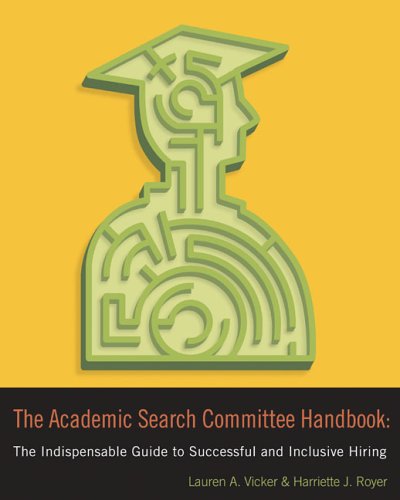 The Academic Search Committee Handbook:
The Indispensable Guide to Successful and Inclusive Hiring
Lauren A. Vicker & Harriette J. Royer